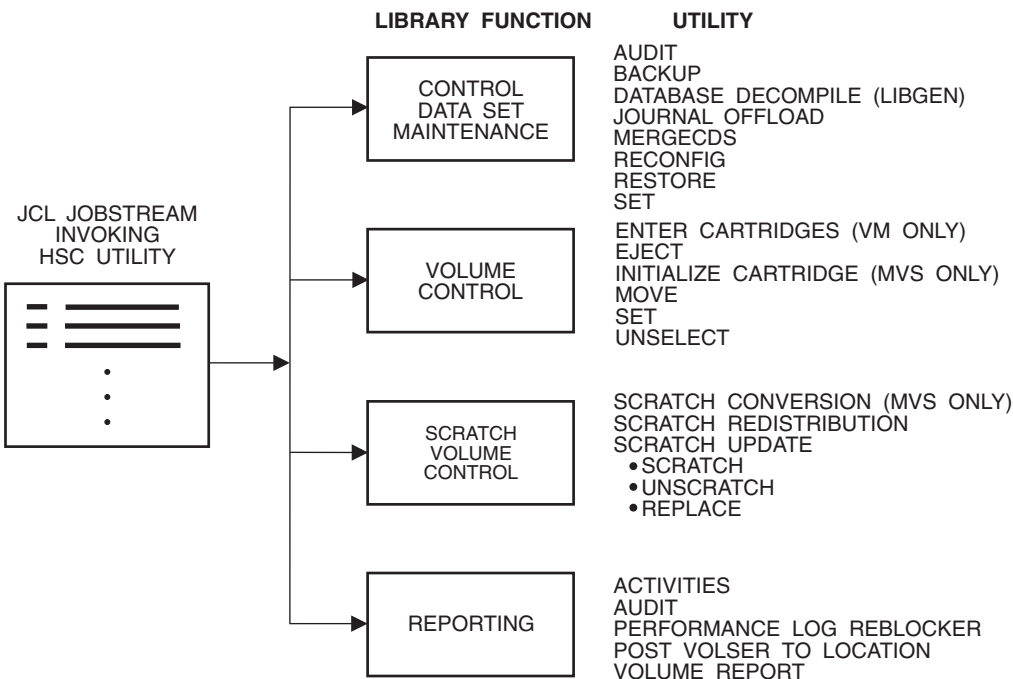 LIBRARY FUNCTION UTILITY
JCL JOBSTREAM
INVOKING
HSC UTILITY
CONTROL
DATA SET
MAINTENANCE
AUDIT
BACKUP
DATABASE DECOMPILE (LIBGEN)
JOURNAL OFFLOAD
MERGECDS
RECONFIG
RESTORE
SET
VOLUME
CONTROL
ENTER CARTRIDGES (VM ONLY)
EJECT
INITIALIZE CARTRIDGE (MVS ONLY)
MOVE
SET
UNSELECT
SCRATCH
VOLUME
CONTROL
SCRATCH CONVERSION (MVS ONLY)
SCRATCH REDISTRIBUTION
SCRATCH UPDATE
• SCRATCH
• UNSCRATCH
• REPLACE
REPORTING
ACTIVITIES
AUDIT
PERFORMANCE LOG REBLOCKER
POST VOLSER TO LOCATION
VOLUME REPORT